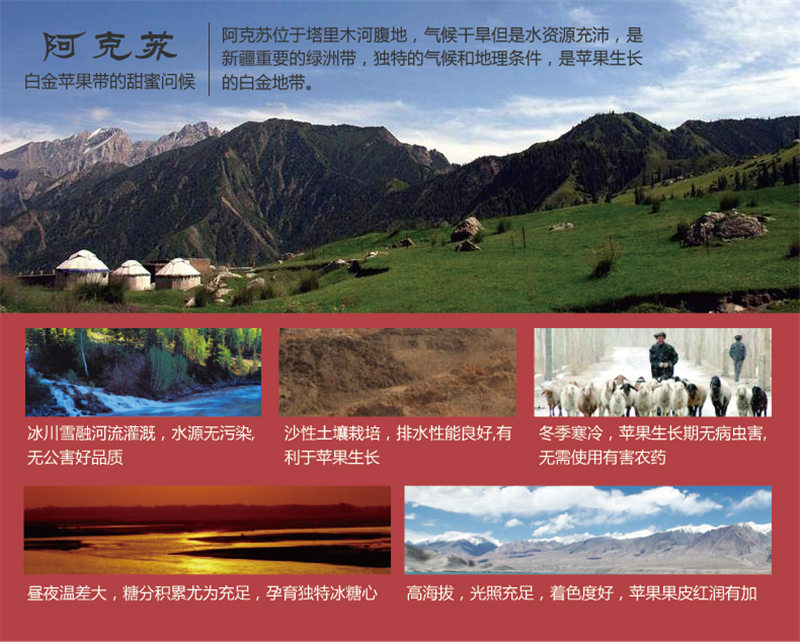 阿克苏
白金苹果带的甜蜜问候
阿克苏位于塔里木河腹地，气候干旱但是水资源充沛，是
新疆重要的绿洲带，独特的气候和地理条件，是苹果生长
的白金地带。
冰川雪融河流灌溉，水源无污染,
无公害好品质
沙性土壤栽培，排水性能良好,有
利于苹果生长
冬季寒冷，苹果生长期无病虫害,
无需使用有害农药
昼夜温差大，糖分积累尤为充足，孕育独特冰糖心
高海拔，光照充足，着色度好，苹果果皮红润有加